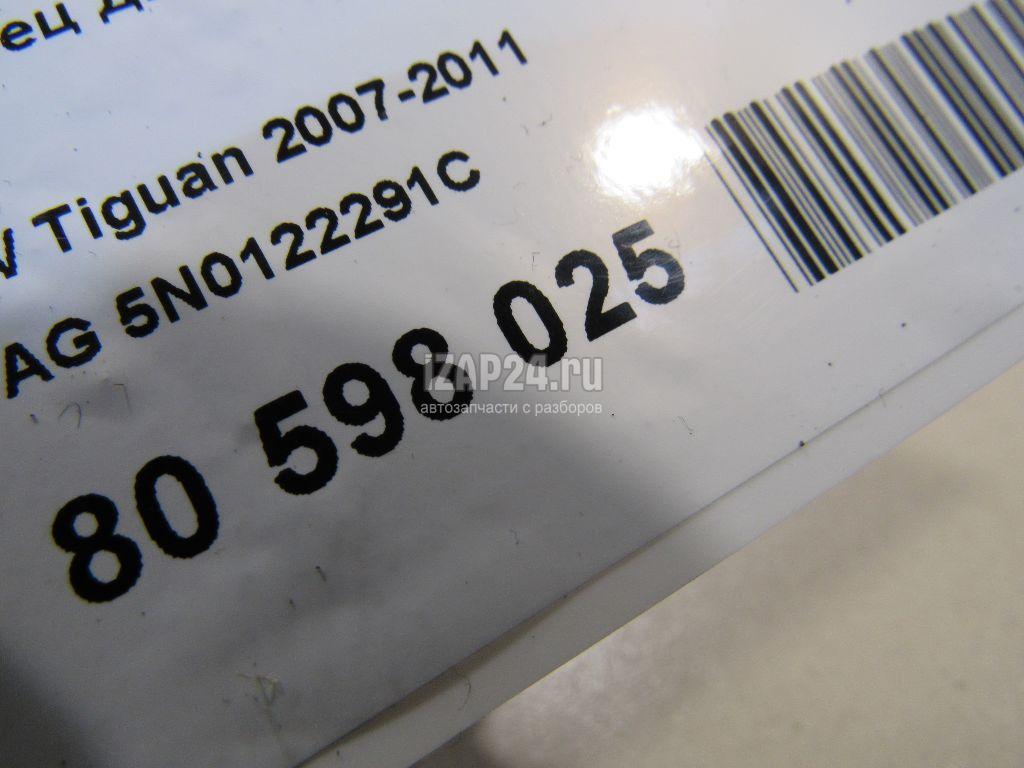 ец д
V Tiguan 2007-2011
AG 5N0122291C
80 598 025
iZAP24.ru
автозапчасти с разборов